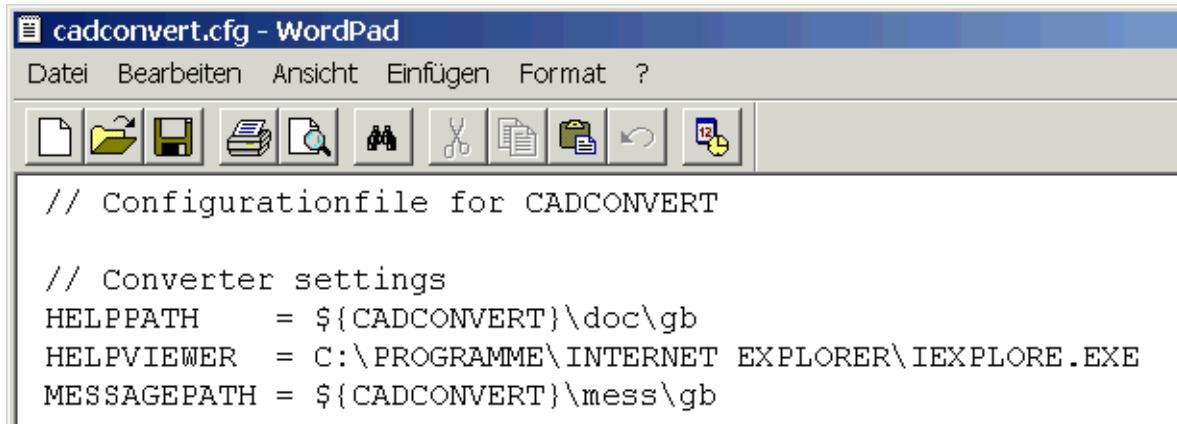 cadconvert.cfg - WordPad
Datei Bearbeiten Ansicht Einfügen Format ?
12
// Configurationfile for CADCONVERT
// Converter settings
HELPPATH = ${CADCONVERT}\doc\gb
HELPVIEWER = C:\PROGRAMME\INTERNET EXPLORER\IEXPLORE.EXE
MESSAGEPATH = ${CADCONVERT}\mess\gb